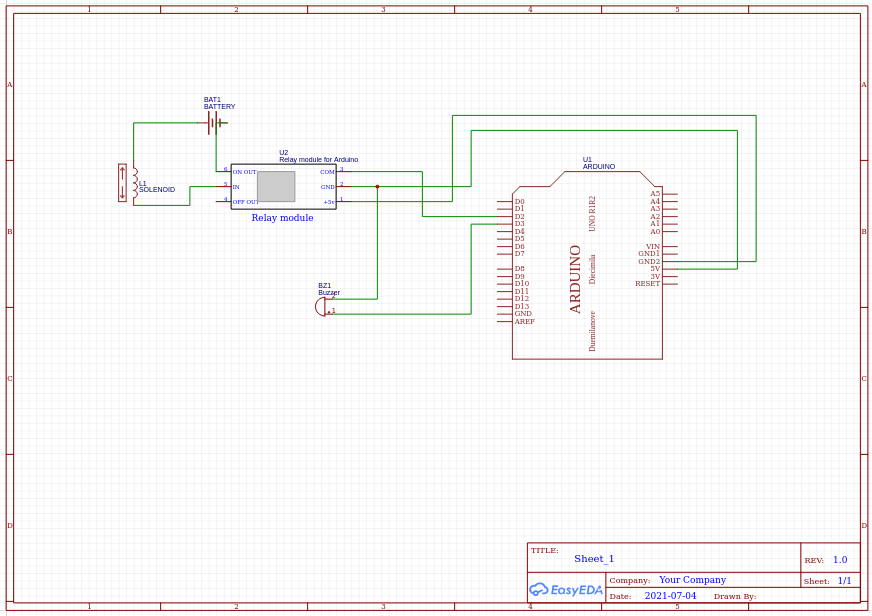 1 2 3 4 5
A A
BAT1
BATTERY
U2
Relay module for Arduino
6 ON OUT COM 3
5 IN GND 2
4 OFF OUT +5v 1
Relay module
L1
SOLENOID
U1
ARDUINO
D0
D1
D2
D3
D4
D5
D6
D7
D8
D9
D10
D11
D12
D13
GND
AREF
ARDUINO
UNO R1R2
Diecimila
Duemilanove
A5
A4
A3
A2
A1
A0
VIN
GND1
GND2
5V
3V
RESET
B B
BZ1
Buzzer
2
1
C C
D D
TITLE:
Sheet_1
REV: 1.0
EasyEDA
Company: Your Company
Sheet: 1/1
Date: 2021-07-04 Drawn By:
1 2 3 4 5